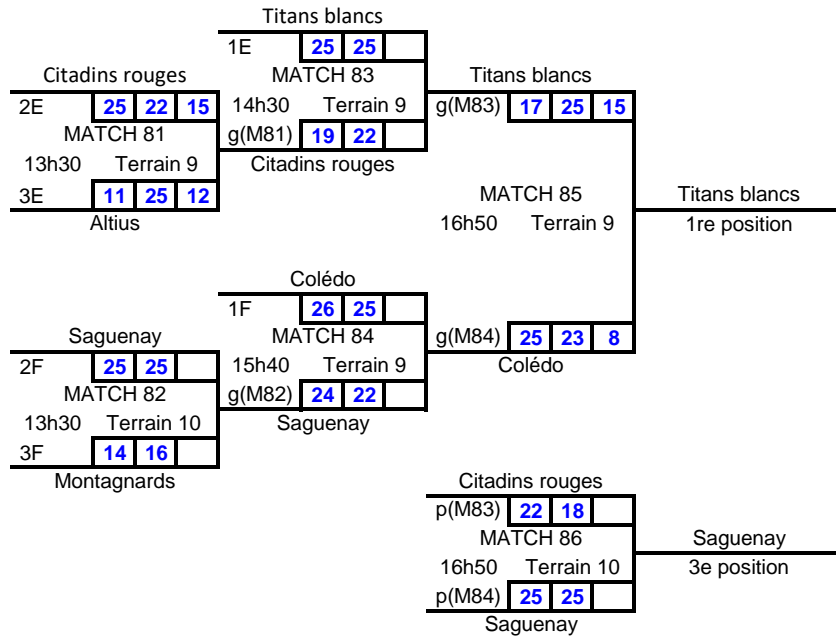 Titans blancs
1E 25 25
MATCH 83
14h30 Terrain 9
g(M81) 19 22
Citadins rouges
Citadins rouges
2E 25 22 15
MATCH 81
13h30 Terrain 9
3E 11 25 12
Altius
Titans blancs
g(M83) 17 25 15
MATCH 85
16h50 Terrain 9
g(M84) 25 23 8
Colédo
Titans blancs
1re position
Colédo
1F 26 25
MATCH 84
15h40 Terrain 9
g(M82) 24 22
Saguenay
Saguenay
2F 25 25
MATCH 82
13h30 Terrain 10
3F 14 16
Montagnards
Citadins rouges
p(M83) 22 18
MATCH 86
16h50 Terrain 10
p(M84) 25 25
Saguenay
Saguenay
3e position